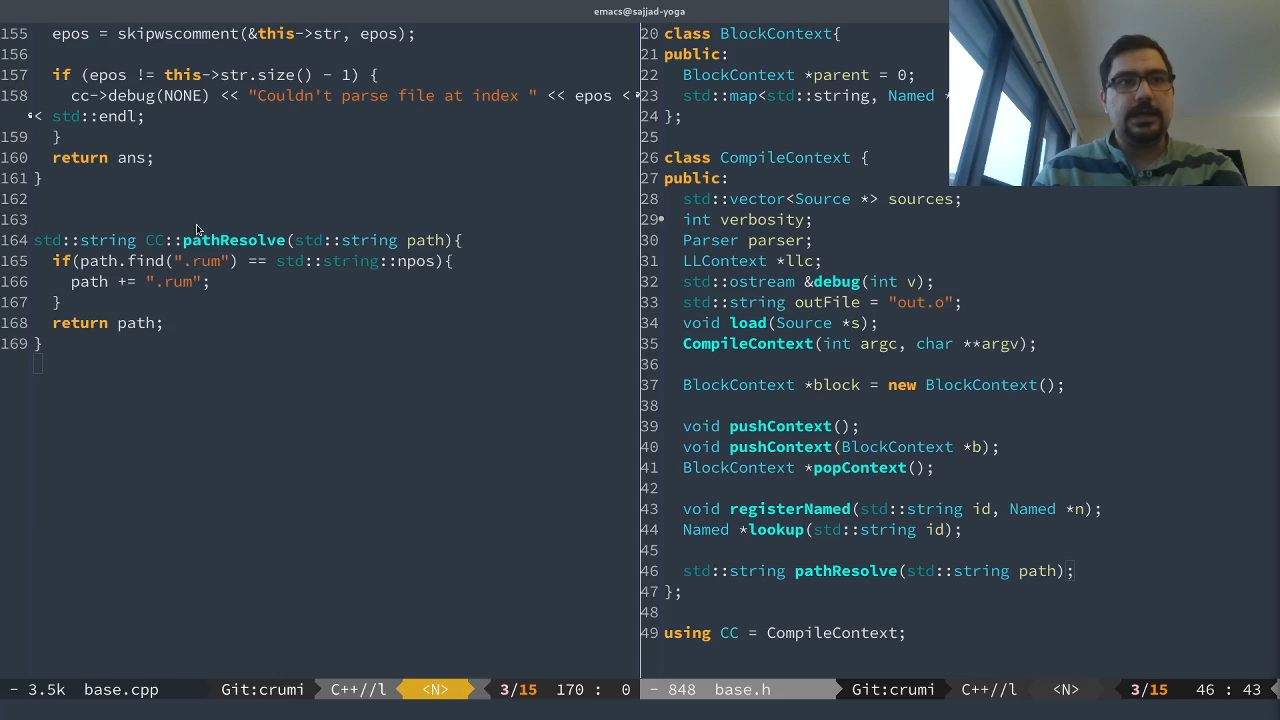 emacs@sajjad-yoga
155 epos = skipwscomment(&this->str, epos);
156
157 if (epos != this->str.size() - 1) {
158 cc->debug(NONE) << "Couldn't parse file at index " << epos <
< std::endl;
159 }
160 return ans;
161 }
162
163
164 std::string CC::pathResolve(std::string path){
165 if(path.find(".rum") == std::string::npos){
166 path += ".rum";
167 }
168 return path;
169 }
- 3.5k base.cpp Git:crumi C++//l <N> 3/15 170 : 0
20 class BlockContext{
21 public:
22 BlockContext *parent = 0;
23 std::map<std::string, Named *
24 };
25
26 class CompileContext {
27 public:
28 std::vector<Source *> sources;
29 int verbosity;
30 Parser parser;
31 LLContext *llc;
32 std::ostream &debug(int v);
33 std::string outFile = "out.o";
34 void load(Source *s);
35 CompileContext(int argc, char **argv);
36
37 BlockContext *block = new BlockContext();
38
39 void pushContext();
40 void pushContext(BlockContext *b);
41 BlockContext *popContext();
42
43 void registerNamed(std::string id, Named *n);
44 Named *lookup(std::string id);
45
46 std::string pathResolve(std::string path);
47 };
48
49 using CC = CompileContext;
- 848 base.h Git:crumi C++//l <N> 3/15 46 : 43